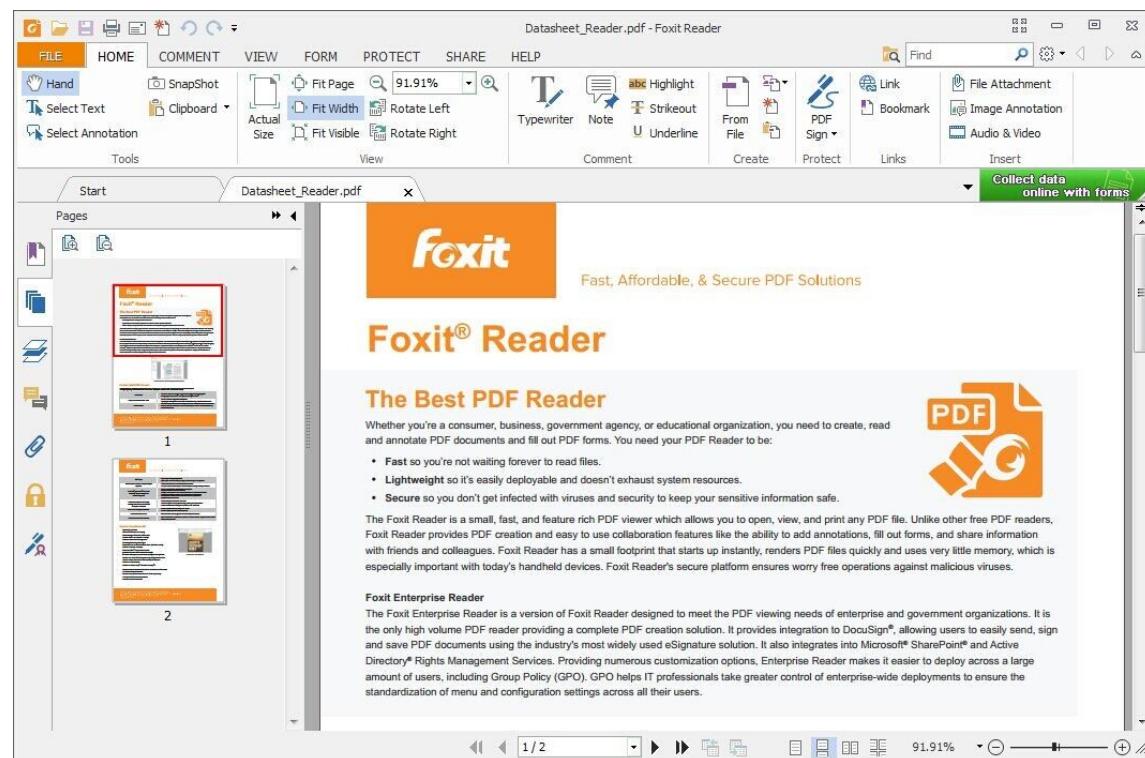 Datasheet_Reader.pdf - Foxit Reader
FILE HOME COMMENT VIEW FORM PROTECT SHARE HELP Find
Hand SnapShot Fit Page 91.91% Highlight Link File Attachment
Select Text Clipboard Actual Size Fit Width Rotate Left Typewriter Note abc Strikeout From File PDF Sign Bookmark Image Annotation
Select Annotation Fit Visible Rotate Right Underline Audio & Video
Tools View Comment Create Protect Links Insert
Start Datasheet_Reader.pdf x Collect data
online with forms
Pages
1
2
foxit
Fast, Affordable, & Secure PDF Solutions
Foxit® Reader
The Best PDF Reader
PDF
Whether you're a consumer, business, government agency, or educational organization, you need to create, read
and annotate PDF documents and fill out PDF forms. You need your PDF Reader to be:
• Fast so you're not waiting forever to read files.
• Lightweight so it's easily deployable and doesn't exhaust system resources.
• Secure so you don't get infected with viruses and security to keep your sensitive information safe.
The Foxit Reader is a small, fast, and feature rich PDF viewer which allows you to open, view, and print any PDF file. Unlike other free PDF readers,
Foxit Reader provides PDF creation and easy to use collaboration features like the ability to add annotations, fill out forms, and share information
with friends and colleagues. Foxit Reader has a small footprint that starts up instantly, renders PDF files quickly and uses very little memory, which is
especially important with today's handheld devices. Foxit Reader's secure platform ensures worry free operations against malicious viruses.
Foxit Enterprise Reader
The Foxit Enterprise Reader is a version of Foxit Reader designed to meet the PDF viewing needs of enterprise and government organizations. It is
the only high volume PDF reader providing a complete PDF creation solution. It provides integration to DocuSign®, allowing users to easily send, sign
and save PDF documents using the industry's most widely used eSignature solution. It also integrates into Microsoft® SharePoint® and Active
Directory® Rights Management Services. Providing numerous customization options, Enterprise Reader makes it easier to deploy across a large
amount of users, including Group Policy (GPO). GPO helps IT professionals take greater control of enterprise-wide deployments to ensure the
standardization of menu and configuration settings across all their users.
1 / 2 91.91%